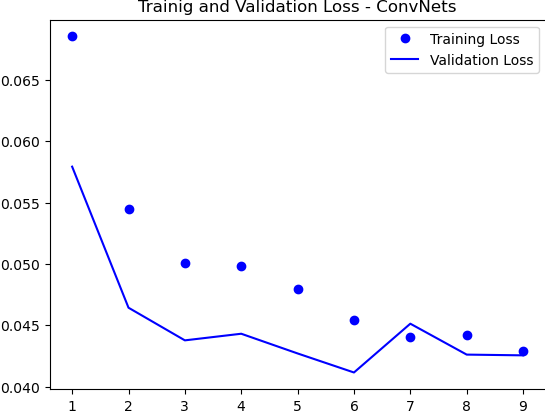 Trainig and Validation Loss - ConvNets
Training Loss
Validation Loss
0.065
0.060
0.055
0.050
0.045
0.040
1 2 3 4 5 6 7 8 9